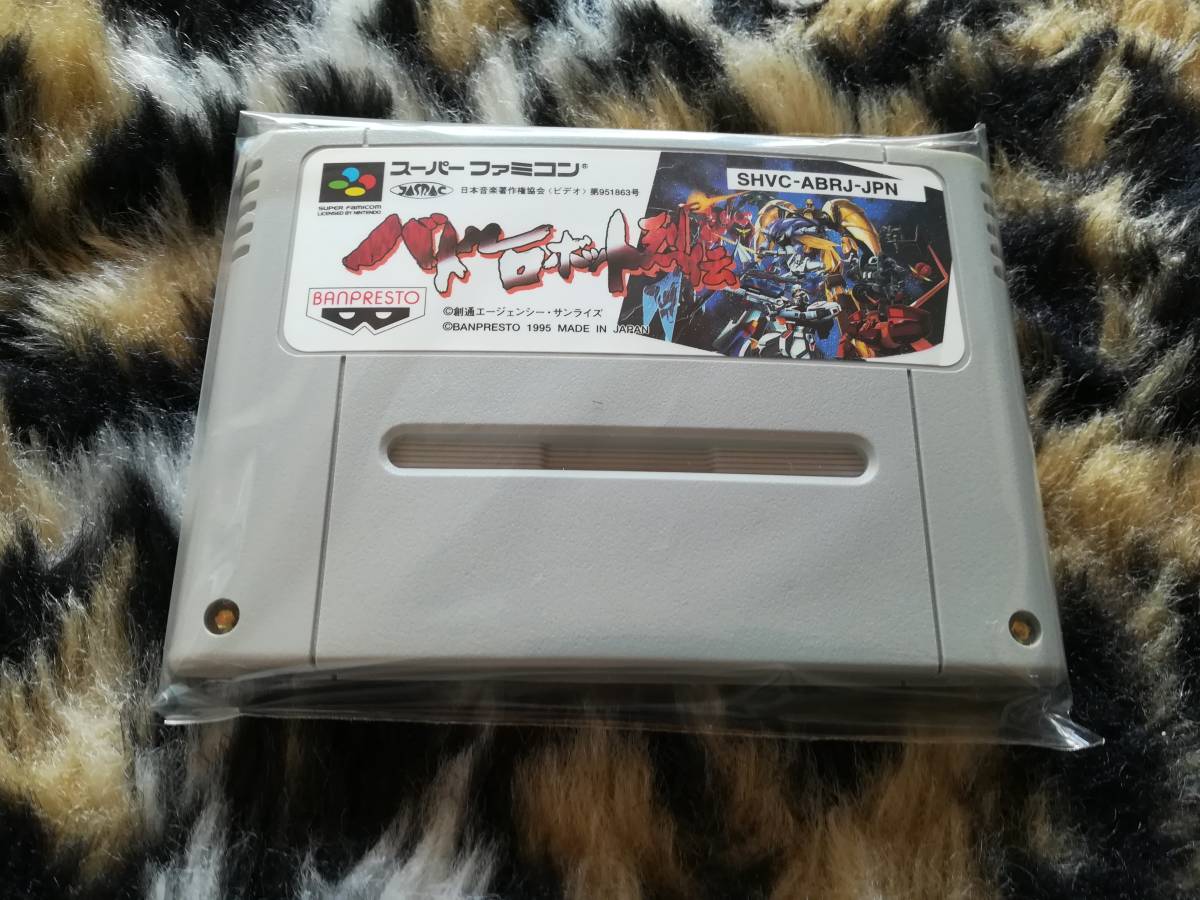 スーパーファミコン®
SHVC-ABRJ-JPN
JASRAC
日本音楽著作権協会〈ビデオ〉第951863号
SUPER FAMICOM
LICENSED BY NINTENDO
バトルロボット烈伝
BANPRESTO
©創通エージェンシー・サンライズ
©BANPRESTO 1995 MADE IN JAPAN